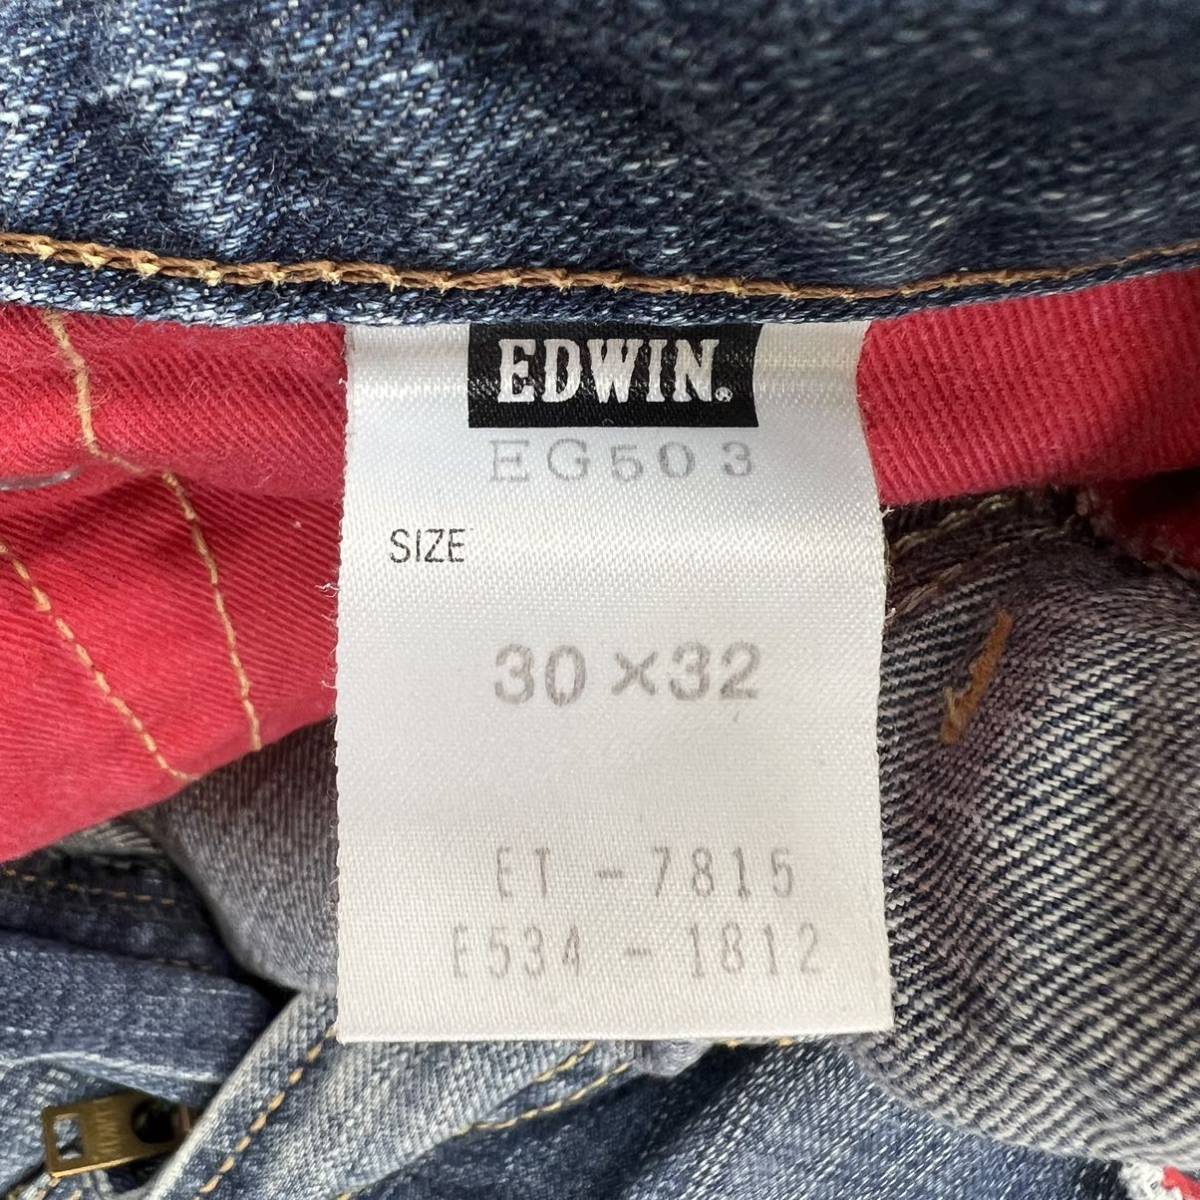 EDWIN®
EG503
SIZE
30×32
ET-7815
E534-1812